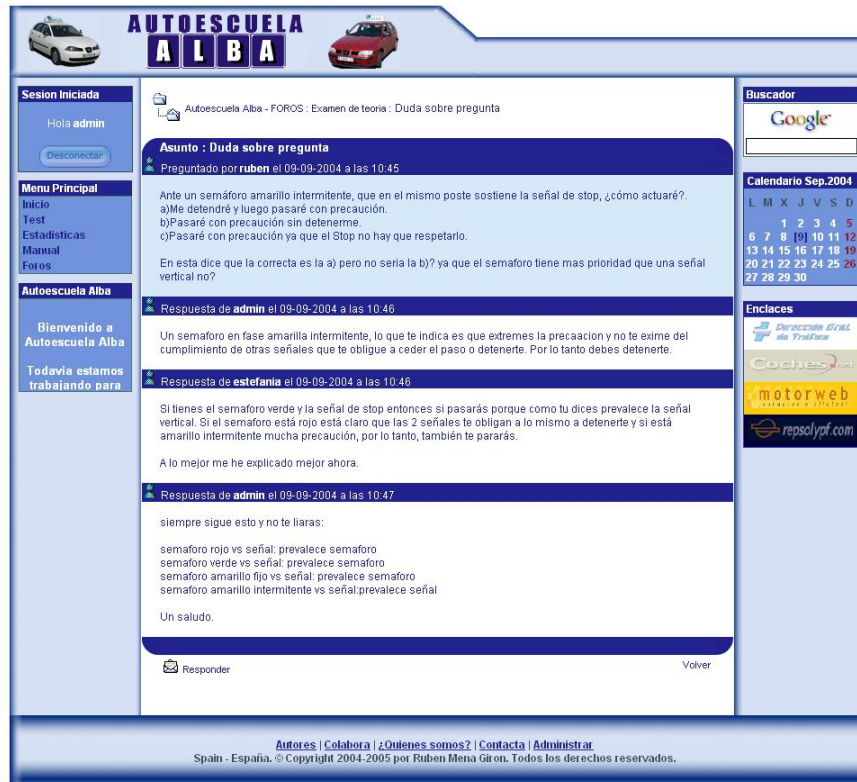 AUTOESCUELA
ALBA
Sesion Iniciada
Hola admin
Desconectar
Menu Principal
Inicio
Test
Estadisticas
Manual
Foros
Autoescuela Alba
Bienvenido a
Autoescuela Alba
Todavia estamos
trabajando para
Autoescuela Alba - FOROS : Examen de teoria : Duda sobre pregunta
Asunto : Duda sobre pregunta
Preguntado por ruben el 09-09-2004 a las 10:45
Ante un semáforo amarillo intermitente, que en el mismo poste sostiene la señal de stop, ¿cómo actuaré?.
a)Me detendré y luego pasaré con precaución.
b)Pasaré con precaución sin detenerme.
c)Pasaré con precaución ya que el Stop no hay que respetarlo.
En esta dice que la correcta es la a) pero no seria la b)? ya que el semaforo tiene mas prioridad que una señal
vertical no?
Respuesta de admin el 09-09-2004 a las 10:46
Un semaforo en fase amarilla intermitente, lo que te indica es que extremes la precaacion y no te exime del
cumplimiento de otras señales que te obligue a ceder el paso o detenerte. Por lo tanto debes detenerte.
Respuesta de estefania el 09-09-2004 a las 10:46
Si tienes el semaforo verde y la señal de stop entonces si pasarás porque como tu dices prevalece la señal
vertical. Si el semaforo está rojo está claro que las 2 señales te obligan a lo mismo a detenerte y si está
amarillo intermitente mucha precaución, por lo tanto, también te pararás.
A lo mejor me he explicado mejor ahora.
Respuesta de admin el 09-09-2004 a las 10:47
siempre sigue esto y no te liaras:
semaforo rojo vs señal: prevalece semaforo
semaforo verde vs señal: prevalece semaforo
semaforo amarillo fijo vs señal: prevalece semaforo
semaforo amarillo intermitente vs señal:prevalece señal
Un saludo.
Responder
Volver
Buscador
Google
Calendario Sep.2004
L M X J V S D
1 2 3 4 5
6 7 8 [9] 10 11 12
13 14 15 16 17 18 19
20 21 22 23 24 25 26
27 28 29 30
Enclaces
Dirección Gral.
de Tráfico
Coches.net
motorweb
repsolypf.com
Autores | Colabora | ¿Quienes somos? | Contacta | Administrar
Spain - España. © Copyright 2004-2005 por Ruben Mena Giron. Todos los derechos reservados.